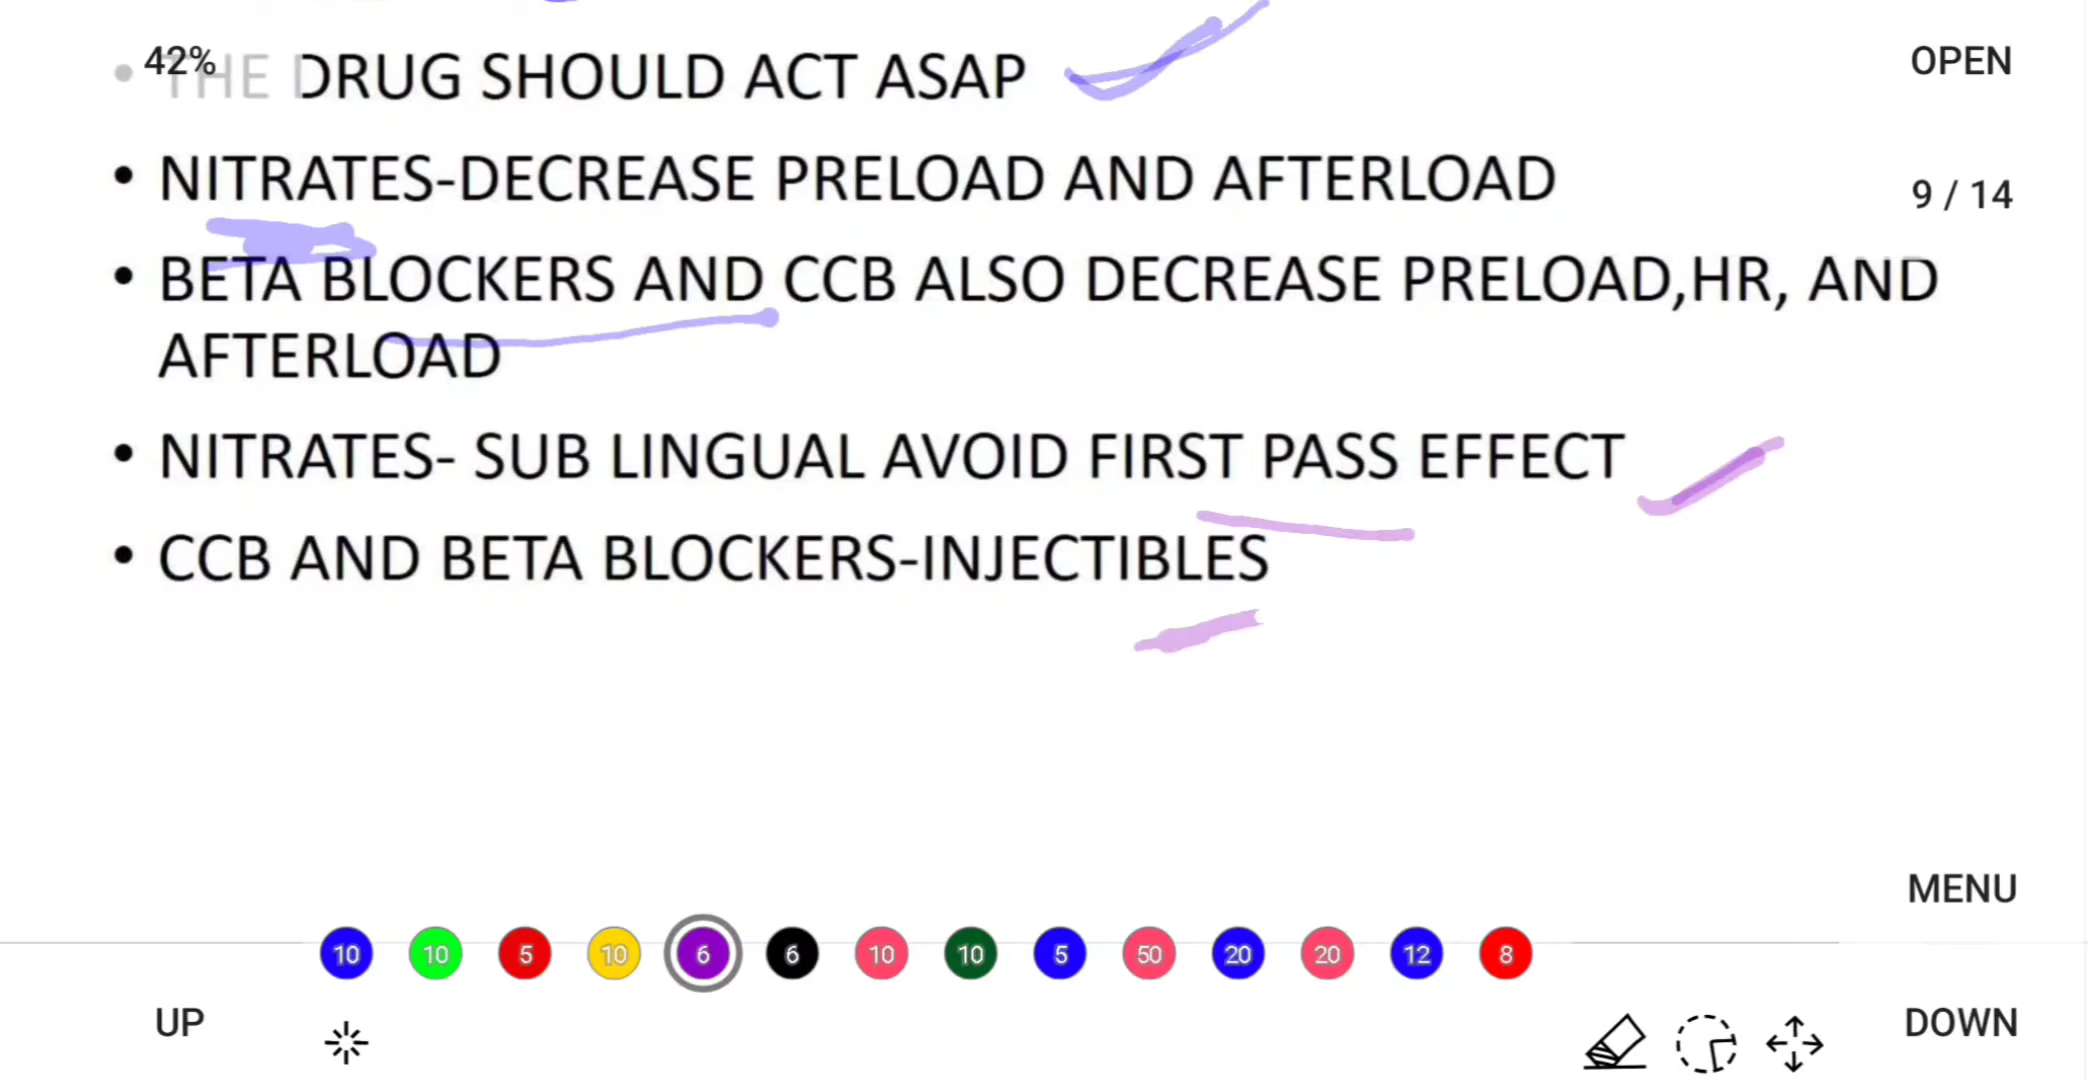 42%
THE DRUG SHOULD ACT ASAP
OPEN
• NITRATES-DECREASE PRELOAD AND AFTERLOAD
9 / 14
• BETA BLOCKERS AND CCB ALSO DECREASE PRELOAD,HR, AND
AFTERLOAD
• NITRATES- SUB LINGUAL AVOID FIRST PASS EFFECT
• CCB AND BETA BLOCKERS-INJECTIBLES
MENU
10 10 5 10 6 6 10 10 5 50 20 20 12 8
UP
DOWN